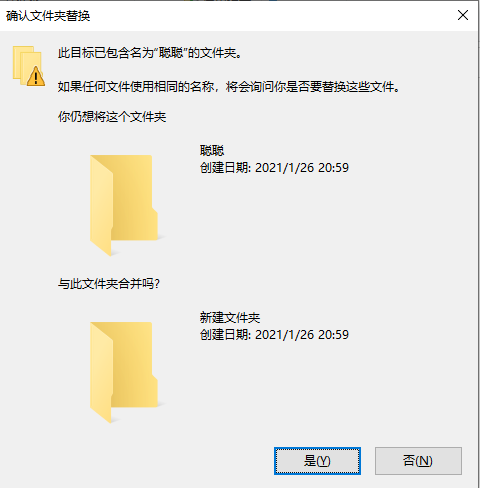 确认文件夹替换
此目标已包含名为“聪聪”的文件夹。
如果任何文件使用相同的名称，将会询问你是否要替换这些文件。
你仍想将这个文件夹
聪聪
创建日期: 2021/1/26 20:59
与此文件夹合并吗?
新建文件夹
创建日期: 2021/1/26 20:59
是(Y)
否(N)